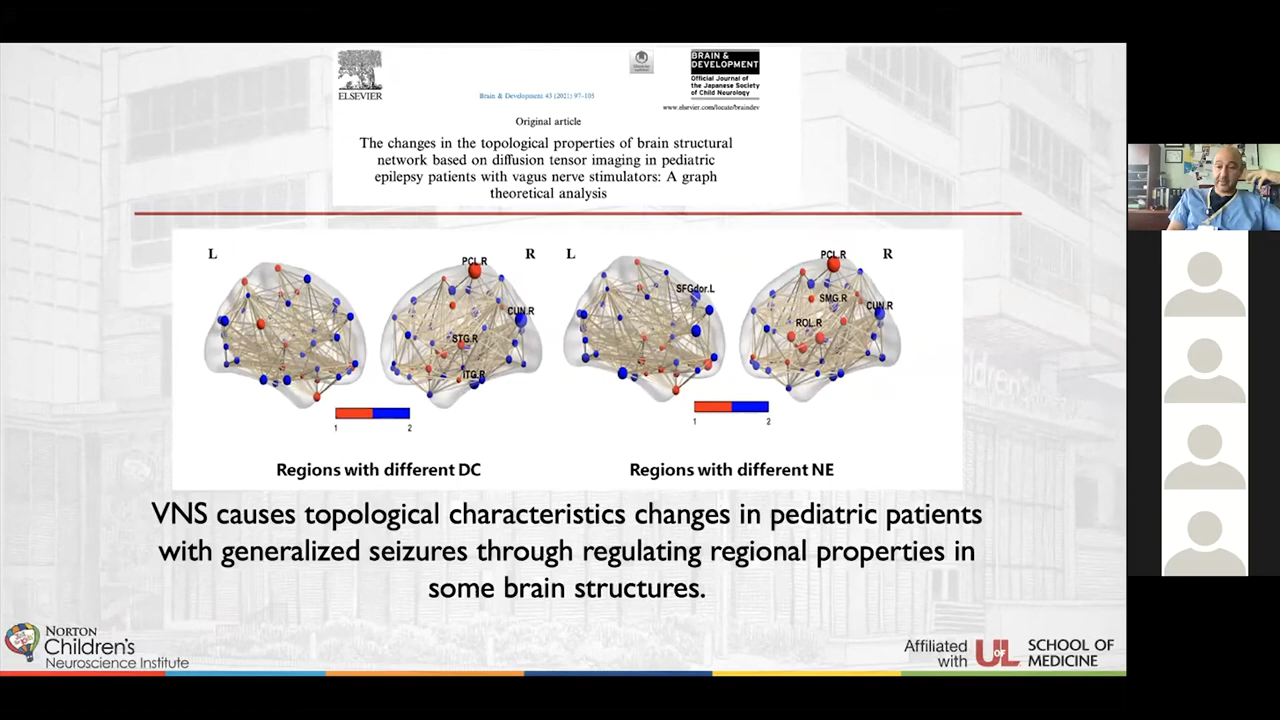 ELSEVIER
Brain & Development 43 (2021) 97–105
BRAIN &
DEVELOPMENT
Official Journal of
the Japanese Society
of Child Neurology
www.elsevier.com/locate/braindev
Original article
The changes in the topological properties of brain structural
network based on diffusion tensor imaging in pediatric
epilepsy patients with vagus nerve stimulators: A graph
theoretical analysis
L
R
PCL.R
CUN.R
STG.R
ITG.R
1
2
Regions with different DC
L
R
SFGdor.L
PCL.R
SMG.R
CUN.R
ROL.R
1
2
Regions with different NE
VNS causes topological characteristics changes in pediatric patients
with generalized seizures through regulating regional properties in
some brain structures.
NORTON
Children's
Neuroscience Institute
Affiliated
with
UofL
SCHOOL OF
MEDICINE